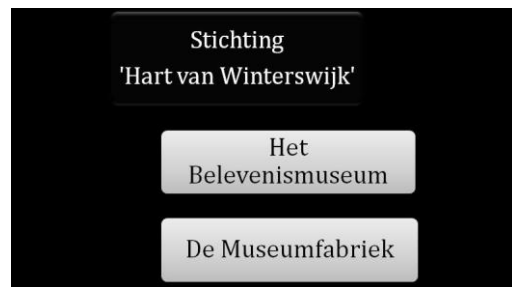 Stichting
'Hart van Winterswijk'
Het
Belevenismuseum
De Museumfabriek